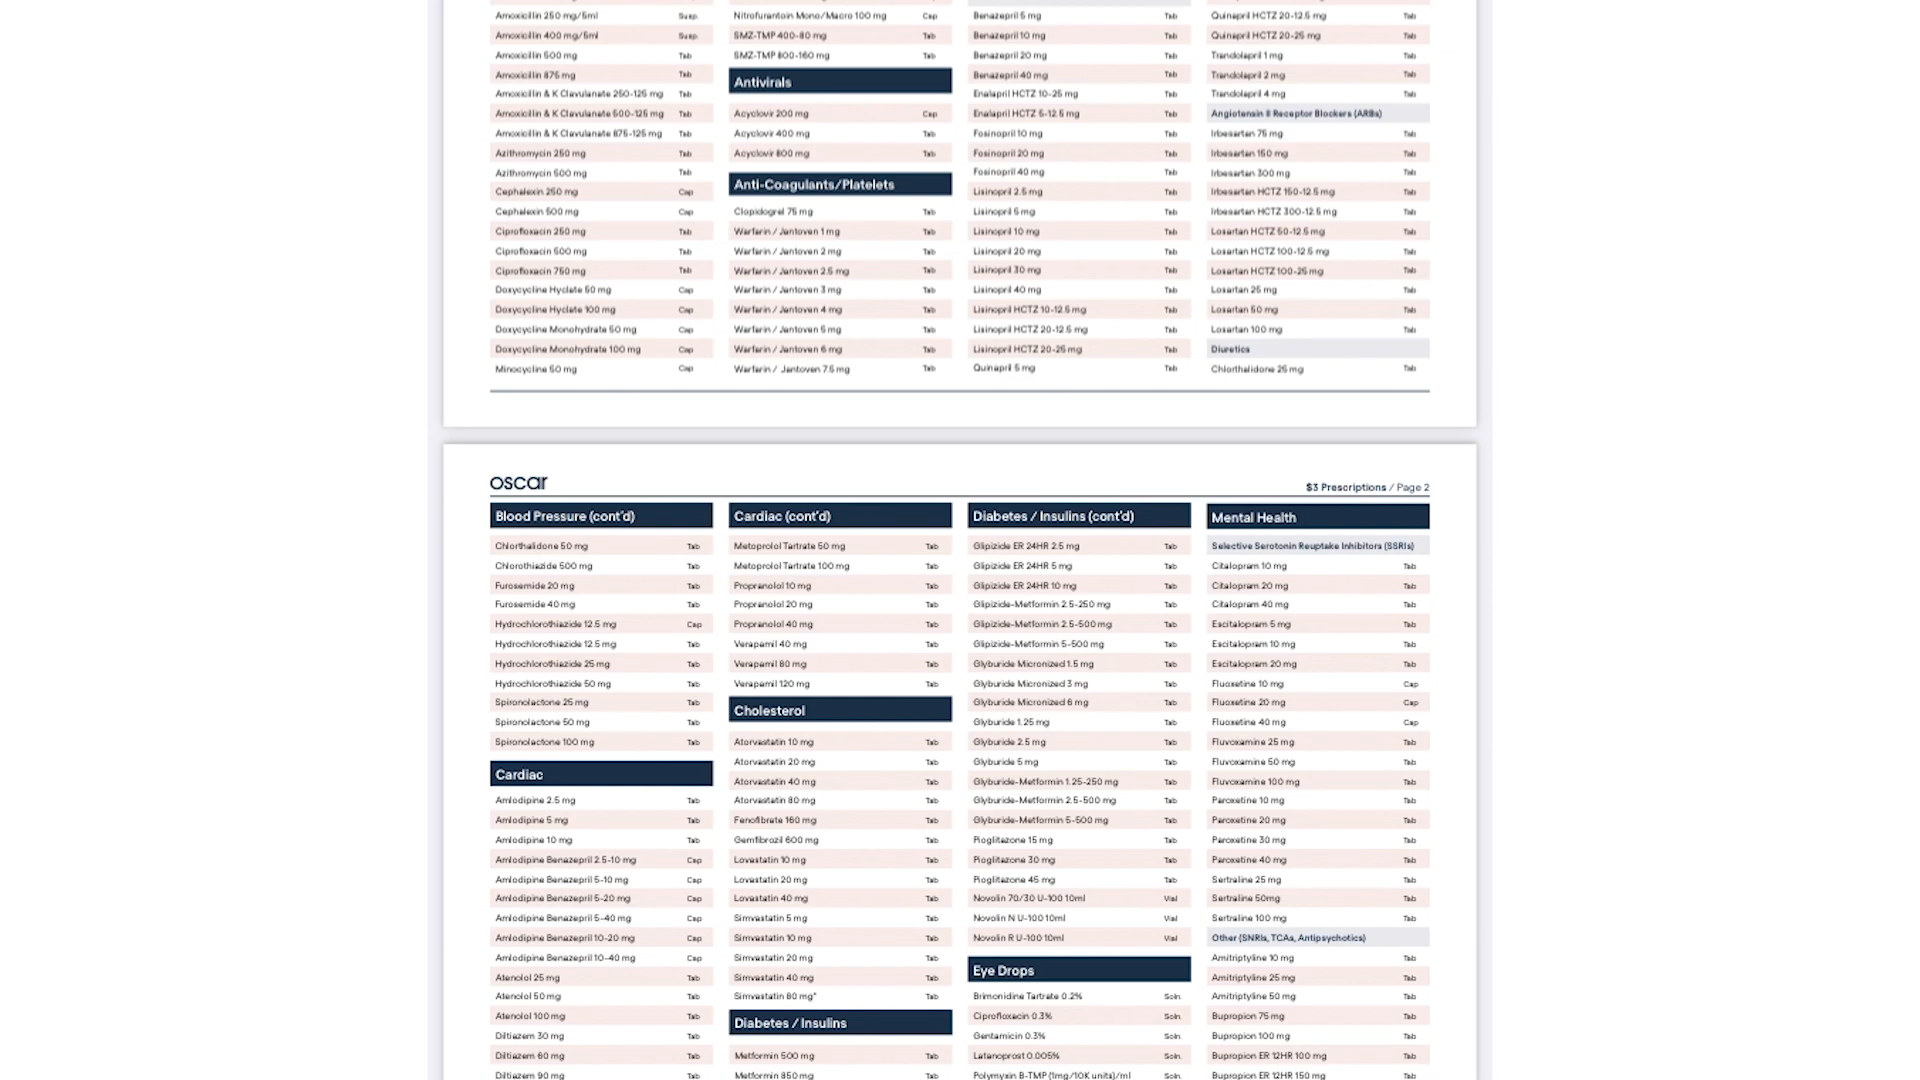 Amoxicillin 250 mg/5ml Susp.
Amoxicillin 400 mg/5ml Susp.
Amoxicillin 500 mg Tab
Amoxicillin 875 mg Tab
Amoxicillin & K Clavulanate 250-125 mg Tab
Amoxicillin & K Clavulanate 500-125 mg Tab
Amoxicillin & K Clavulanate 875-125 mg Tab
Azithromycin 250 mg Tab
Azithromycin 500 mg Tab
Cephalexin 250 mg Cap
Cephalexin 500 mg Cap
Ciprofloxacin 250 mg Tab
Ciprofloxacin 500 mg Tab
Ciprofloxacin 750 mg Tab
Doxycycline Hyclate 50 mg Cap
Doxycycline Hyclate 100 mg Cap
Doxycycline Monohydrate 50 mg Cap
Doxycycline Monohydrate 100 mg Cap
Minocycline 50 mg Cap
Nitrofurantoin Mono/Macro 100 mg Cap
SMZ-TMP 400-80 mg Tab
SMZ-TMP 800-160 mg Tab
Antivirals
Acyclovir 200 mg Cap
Acyclovir 400 mg Tab
Acyclovir 800 mg Tab
Anti-Coagulants/Platelets
Clopidogrel 75 mg Tab
Warfarin / Jantoven 1 mg Tab
Warfarin / Jantoven 2 mg Tab
Warfarin / Jantoven 2.5 mg Tab
Warfarin / Jantoven 3 mg Tab
Warfarin / Jantoven 4 mg Tab
Warfarin / Jantoven 5 mg Tab
Warfarin / Jantoven 6 mg Tab
Warfarin / Jantoven 7.5 mg Tab
Benazepril 5 mg Tab
Benazepril 10 mg Tab
Benazepril 20 mg Tab
Benazepril 40 mg Tab
Enalapril HCTZ 10-25 mg Tab
Enalapril HCTZ 5-12.5 mg Tab
Fosinopril 10 mg Tab
Fosinopril 20 mg Tab
Fosinopril 40 mg Tab
Lisinopril 2.5 mg Tab
Lisinopril 5 mg Tab
Lisinopril 10 mg Tab
Lisinopril 20 mg Tab
Lisinopril 30 mg Tab
Lisinopril 40 mg Tab
Lisinopril HCTZ 10-12.5 mg Tab
Lisinopril HCTZ 20-12.5 mg Tab
Lisinopril HCTZ 20-25 mg Tab
Quinapril 5 mg Tab
Quinapril HCTZ 20-12.5 mg Tab
Quinapril HCTZ 20-25 mg Tab
Trandolapril 1 mg Tab
Trandolapril 2 mg Tab
Trandolapril 4 mg Tab
Angiotensin II Receptor Blockers (ARBs)
Irbesartan 75 mg Tab
Irbesartan 150 mg Tab
Irbesartan 300 mg Tab
Irbesartan HCTZ 150-12.5 mg Tab
Irbesartan HCTZ 300-12.5 mg Tab
Losartan HCTZ 50-12.5 mg Tab
Losartan HCTZ 100-12.5 mg Tab
Losartan HCTZ 100-25 mg Tab
Losartan 25 mg Tab
Losartan 50 mg Tab
Losartan 100 mg Tab
Diuretics
Chlorthalidone 25 mg Tab
oscar
$3 Prescriptions / Page 2
Blood Pressure (cont'd)
Chlorthalidone 50 mg Tab
Chlorothiazide 500 mg Tab
Furosemide 20 mg Tab
Furosemide 40 mg Tab
Hydrochlorothiazide 12.5 mg Cap
Hydrochlorothiazide 12.5 mg Tab
Hydrochlorothiazide 25 mg Tab
Hydrochlorothiazide 50 mg Tab
Spironolactone 25 mg Tab
Spironolactone 50 mg Tab
Spironolactone 100 mg Tab
Cardiac
Amlodipine 2.5 mg Tab
Amlodipine 5 mg Tab
Amlodipine 10 mg Tab
Amlodipine Benazepril 2.5-10 mg Cap
Amlodipine Benazepril 5-10 mg Cap
Amlodipine Benazepril 5-20 mg Cap
Amlodipine Benazepril 5-40 mg Cap
Amlodipine Benazepril 10-20 mg Cap
Amlodipine Benazepril 10-40 mg Cap
Atenolol 25 mg Tab
Atenolol 50 mg Tab
Atenolol 100 mg Tab
Diltiazem 30 mg Tab
Diltiazem 60 mg Tab
Diltiazem 90 mg Tab
Cardiac (cont'd)
Metoprolol Tartrate 50 mg Tab
Metoprolol Tartrate 100 mg Tab
Propranolol 10 mg Tab
Propranolol 20 mg Tab
Propranolol 40 mg Tab
Verapamil 40 mg Tab
Verapamil 80 mg Tab
Verapamil 120 mg Tab
Cholesterol
Atorvastatin 10 mg Tab
Atorvastatin 20 mg Tab
Atorvastatin 40 mg Tab
Atorvastatin 80 mg Tab
Fenofibrate 160 mg Tab
Gemfibrozil 600 mg Tab
Lovastatin 10 mg Tab
Lovastatin 20 mg Tab
Lovastatin 40 mg Tab
Simvastatin 5 mg Tab
Simvastatin 10 mg Tab
Simvastatin 20 mg Tab
Simvastatin 40 mg Tab
Simvastatin 80 mg* Tab
Diabetes / Insulins
Metformin 500 mg Tab
Metformin 850 mg Tab
Diabetes / Insulins (cont'd)
Glipizide ER 24HR 2.5 mg Tab
Glipizide ER 24HR 5 mg Tab
Glipizide ER 24HR 10 mg Tab
Glipizide-Metformin 2.5-250 mg Tab
Glipizide-Metformin 2.5-500 mg Tab
Glipizide-Metformin 5-500 mg Tab
Glyburide Micronized 1.5 mg Tab
Glyburide Micronized 3 mg Tab
Glyburide Micronized 6 mg Tab
Glyburide 1.25 mg Tab
Glyburide 2.5 mg Tab
Glyburide 5 mg Tab
Glyburide-Metformin 1.25-250 mg Tab
Glyburide-Metformin 2.5-500 mg Tab
Glyburide-Metformin 5-500 mg Tab
Pioglitazone 15 mg Tab
Pioglitazone 30 mg Tab
Pioglitazone 45 mg Tab
Novolin 70/30 U-100 10ml Vial
Novolin N U-100 10ml Vial
Novolin R U-100 10ml Vial
Eye Drops
Brimonidine Tartrate 0.2% Soln.
Ciprofloxacin 0.3% Soln.
Gentamicin 0.3% Soln.
Latanoprost 0.005% Soln.
Polymyxin B-TMP (1mg/10K units)/ml Soln.
Mental Health
Selective Serotonin Reuptake Inhibitors (SSRIs)
Citalopram 10 mg Tab
Citalopram 20 mg Tab
Citalopram 40 mg Tab
Escitalopram 5 mg Tab
Escitalopram 10 mg Tab
Escitalopram 20 mg Tab
Fluoxetine 10 mg Cap
Fluoxetine 20 mg Cap
Fluoxetine 40 mg Cap
Fluvoxamine 25 mg Tab
Fluvoxamine 50 mg Tab
Fluvoxamine 100 mg Tab
Paroxetine 10 mg Tab
Paroxetine 20 mg Tab
Paroxetine 30 mg Tab
Paroxetine 40 mg Tab
Sertraline 25 mg Tab
Sertraline 50mg Tab
Sertraline 100 mg Tab
Other (SNRIs, TCAs, Antipsychotics)
Amitriptyline 10 mg Tab
Amitriptyline 25 mg Tab
Amitriptyline 50 mg Tab
Bupropion 75 mg Tab
Bupropion 100 mg Tab
Bupropion ER 12HR 100 mg Tab
Bupropion ER 12HR 150 mg Tab